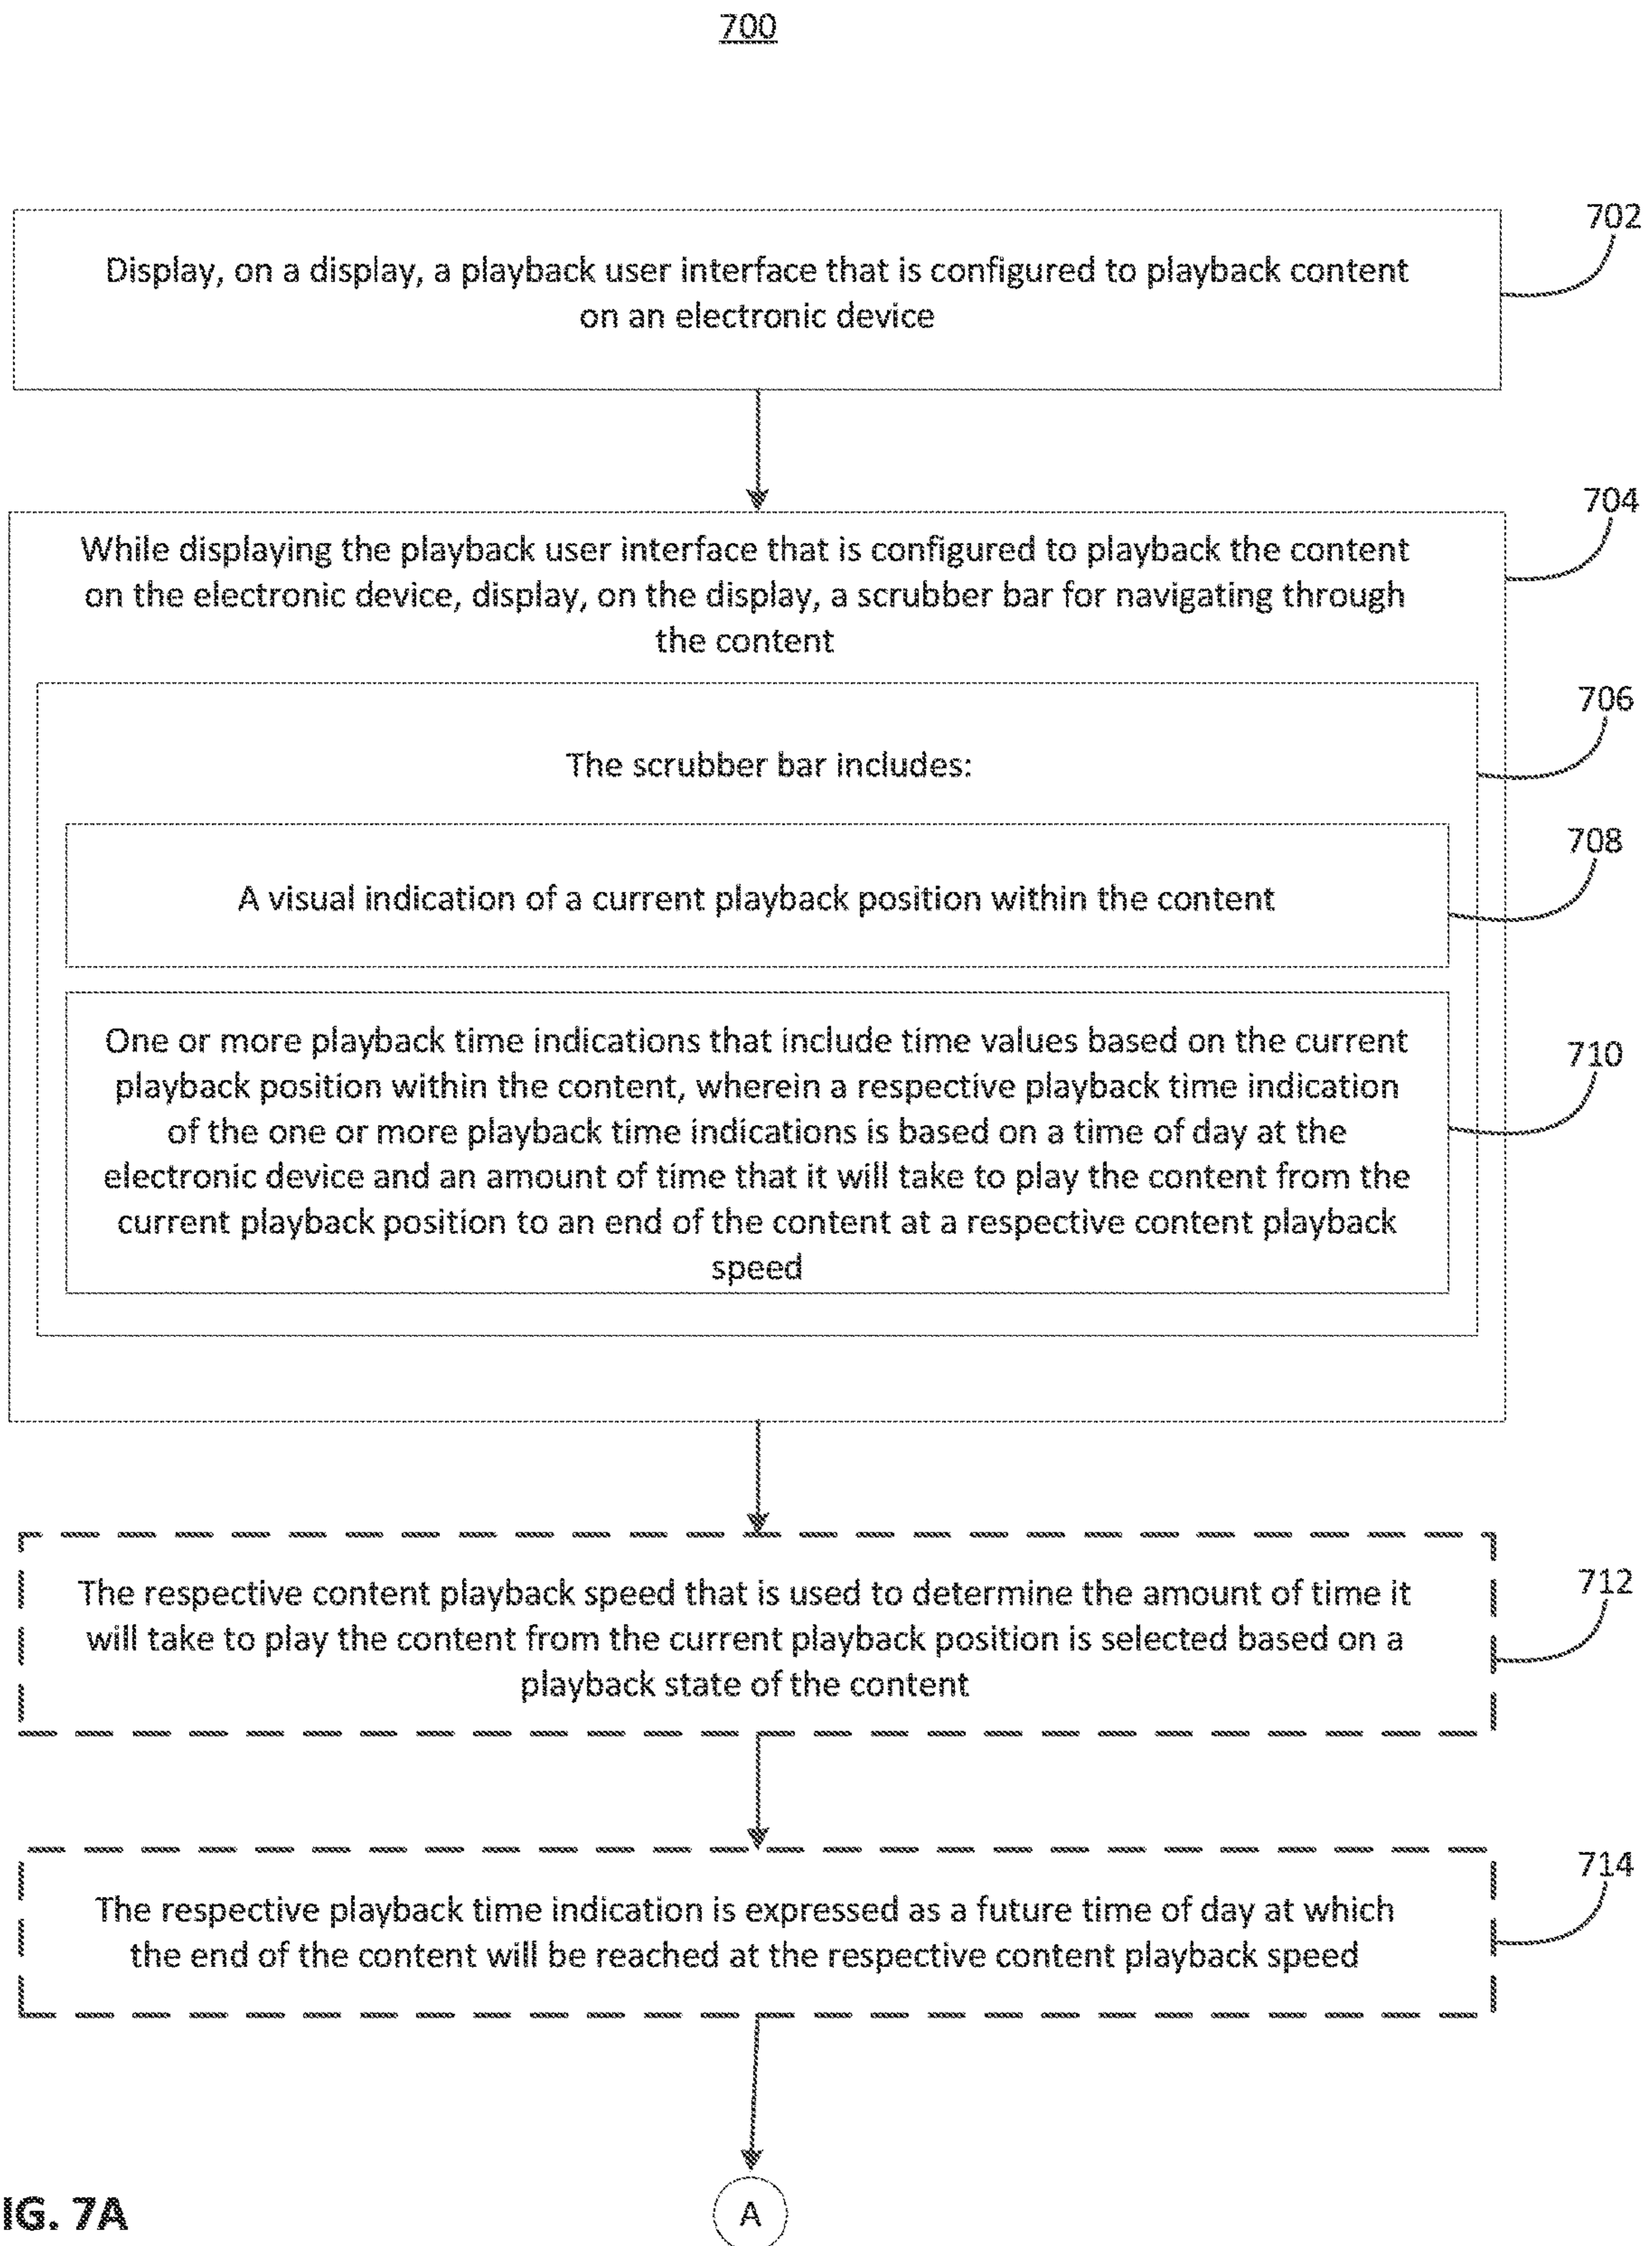 700
702
Display, on a display, a playback user interface that is configured to playback content
on an electronic device
704
While displaying the playback user interface that is configured to playback the content
on the electronic device, display, on the display, a scrubber bar for navigating through
the content
706
The scrubber bar includes:
708
A visual indication of a current playback position within the content
710
One or more playback time indications that include time values based on the current
playback position within the content, wherein a respective playback time indication
of the one or more playback time indications is based on a time of day at the
electronic device and an amount of time that it will take to play the content from the
current playback position to an end of the content at a respective content playback
speed
712
The respective content playback speed that is used to determine the amount of time it
will take to play the content from the current playback position is selected based on a
playback state of the content
714
The respective playback time indication is expressed as a future time of day at which
the end of the content will be reached at the respective content playback speed
A
IG. 7A